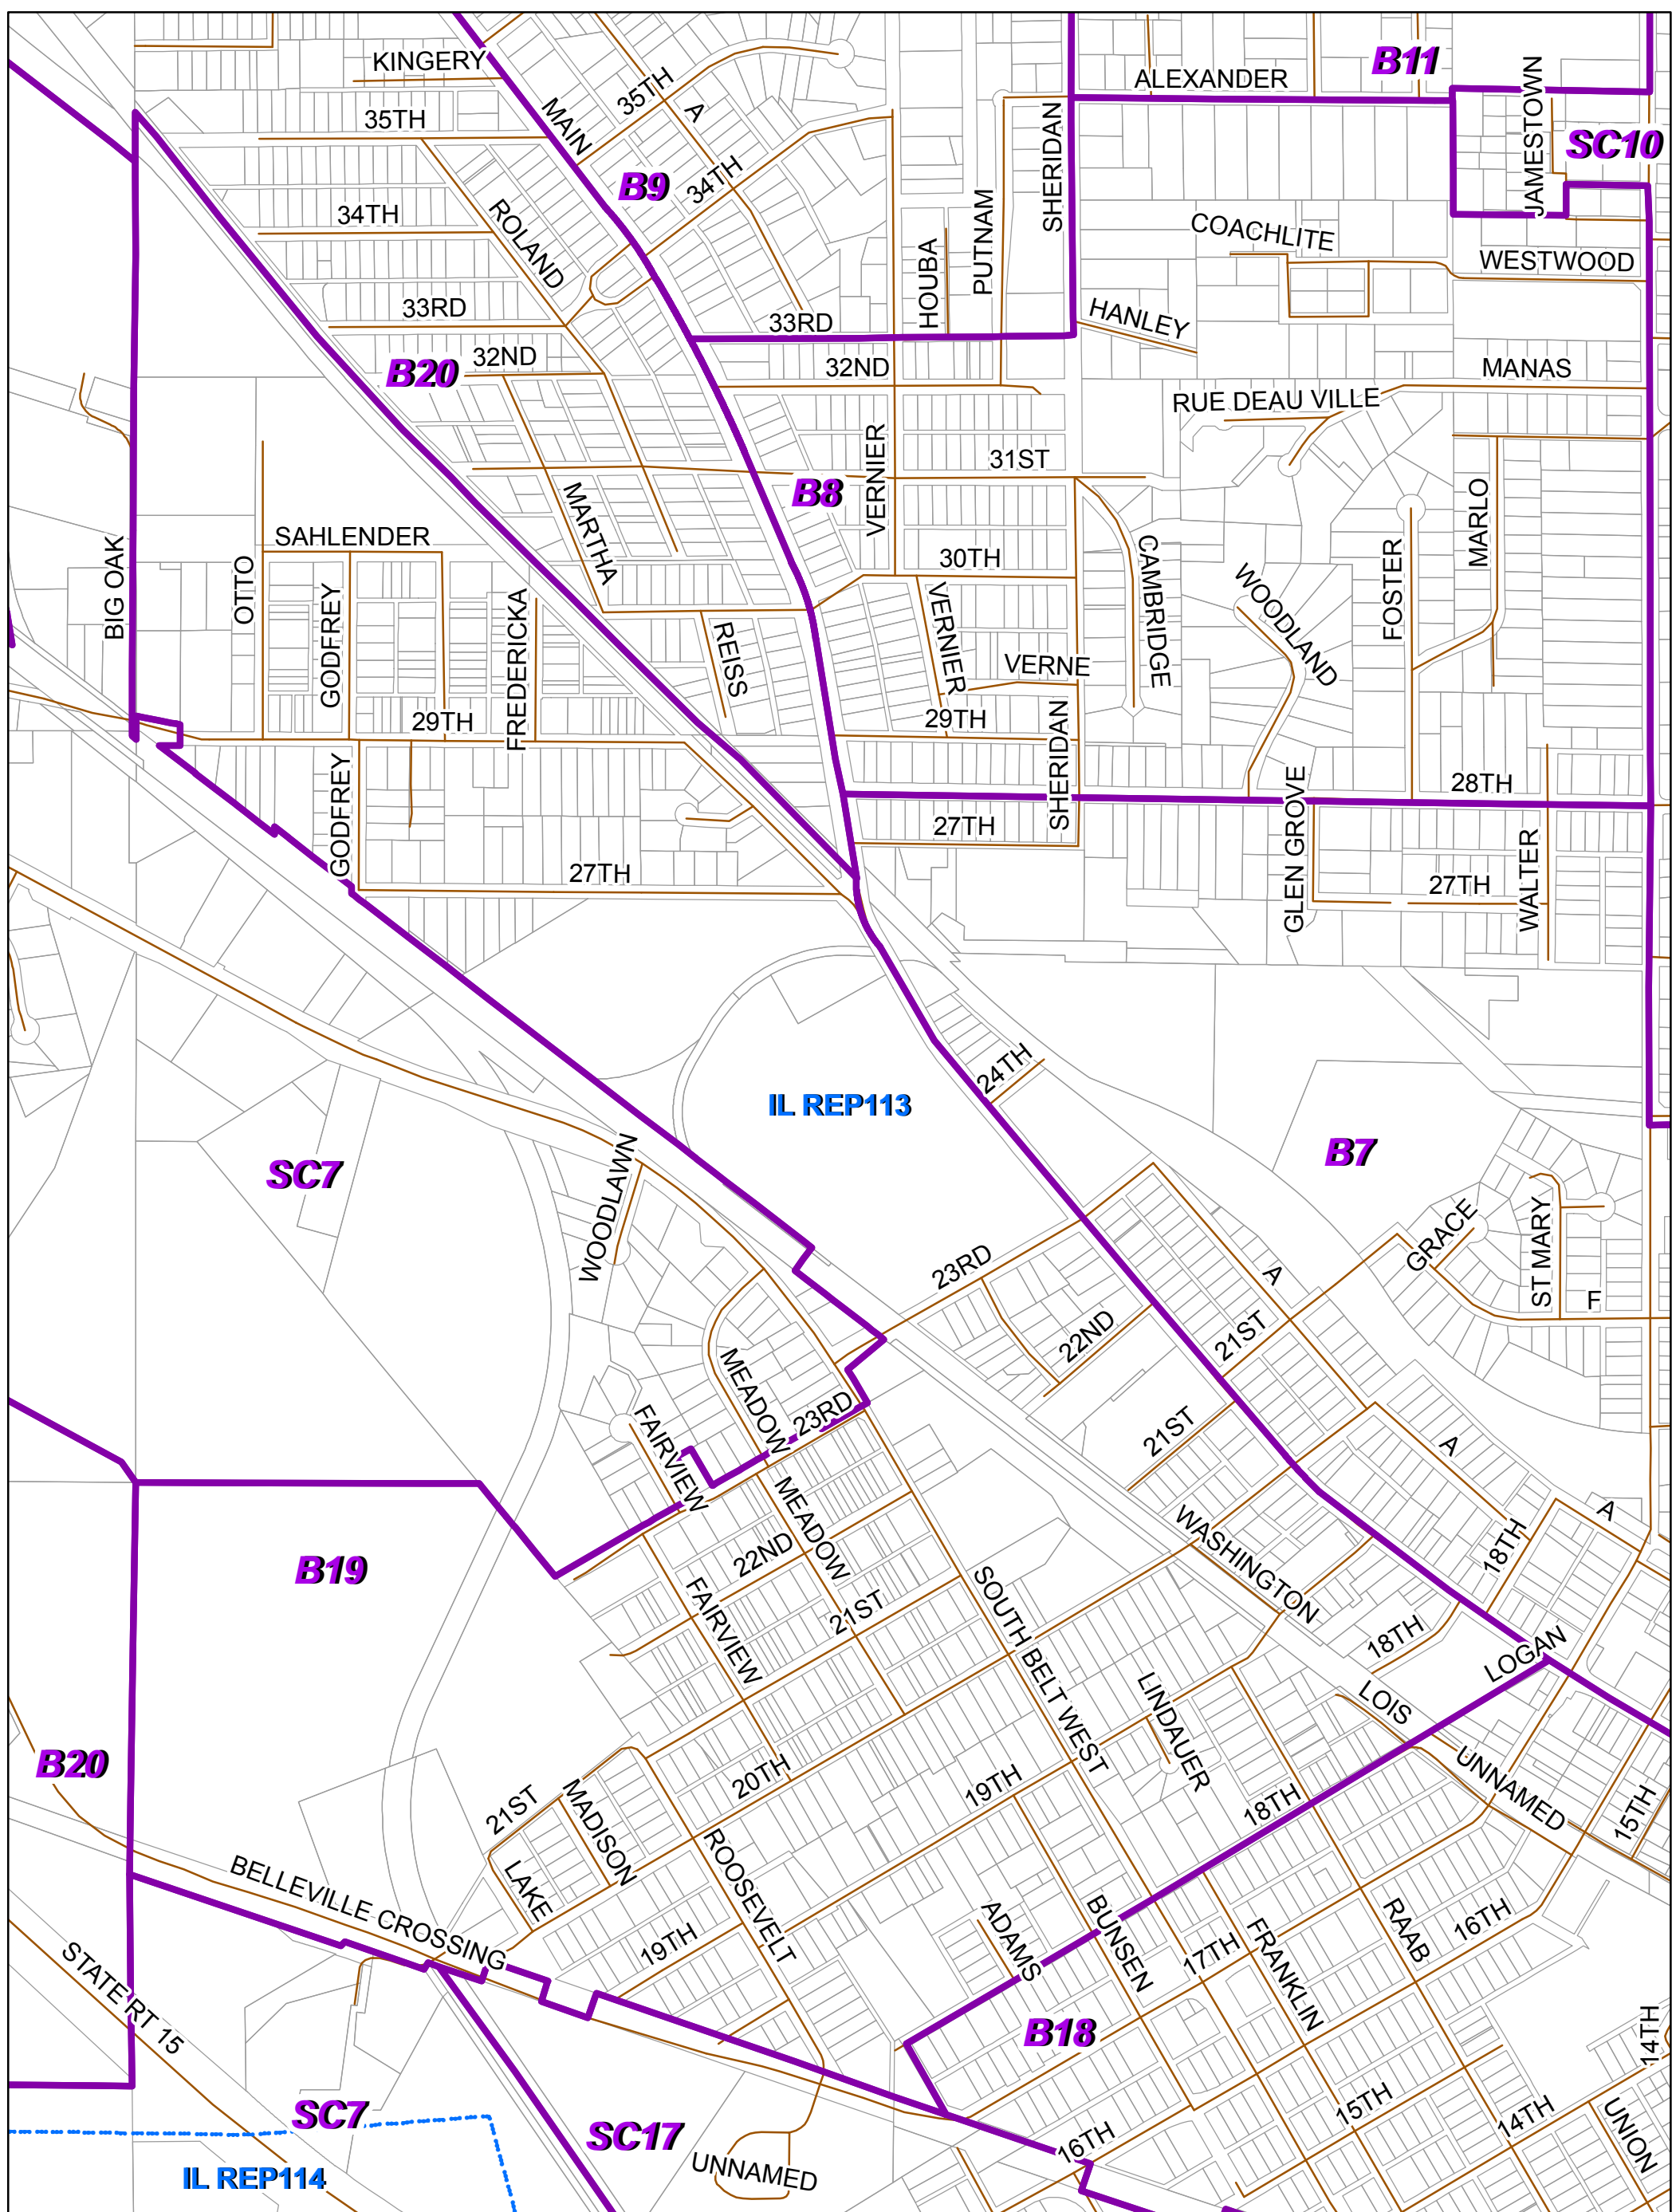 KINGERY
35TH
34TH
ROLAND
33RD
32ND
B20
MAIN
35TH
A
B9
34TH
HOUBA
PUTNAM
SHERIDAN
33RD
32ND
ALEXANDER
B11
JAMESTOWN
SC10
COACHLITE
WESTWOOD
HANLEY
MANAS
RUE DEAU VILLE
VERNIER
31ST
B8
MARTHA
BIG OAK
OTTO
SAHLENDER
GODFREY
FREDERICKA
29TH
REISS
30TH
VERNIER
VERNE
29TH
CAMBRIDGE
WOODLAND
FOSTER
MARLO
SHERIDAN
28TH
GODFREY
27TH
27TH
GLEN GROVE
27TH
WALTER
24TH
IL REP113
B7
SC7
WOODLAWN
23RD
22ND
A
21ST
GRACE
ST MARY
F
MEADOW
23RD
FAIRVIEW
21ST
A
A
18TH
B19
22ND
MEADOW
FAIRVIEW
21ST
WASHINGTON
18TH
LOGAN
SOUTH BELT WEST
LINDAUER
LOIS
UNNAMED
15TH
B20
20TH
19TH
18TH
21ST
MADISON
LAKE
ROOSEVELT
BELLEVILLE CROSSING
19TH
ADAMS
BUNSEN
17TH
FRANKLIN
RAAB
16TH
STATE RT 15
B18
14TH
SC7
SC17
UNNAMED
16TH
15TH
14TH
UNION
IL REP114